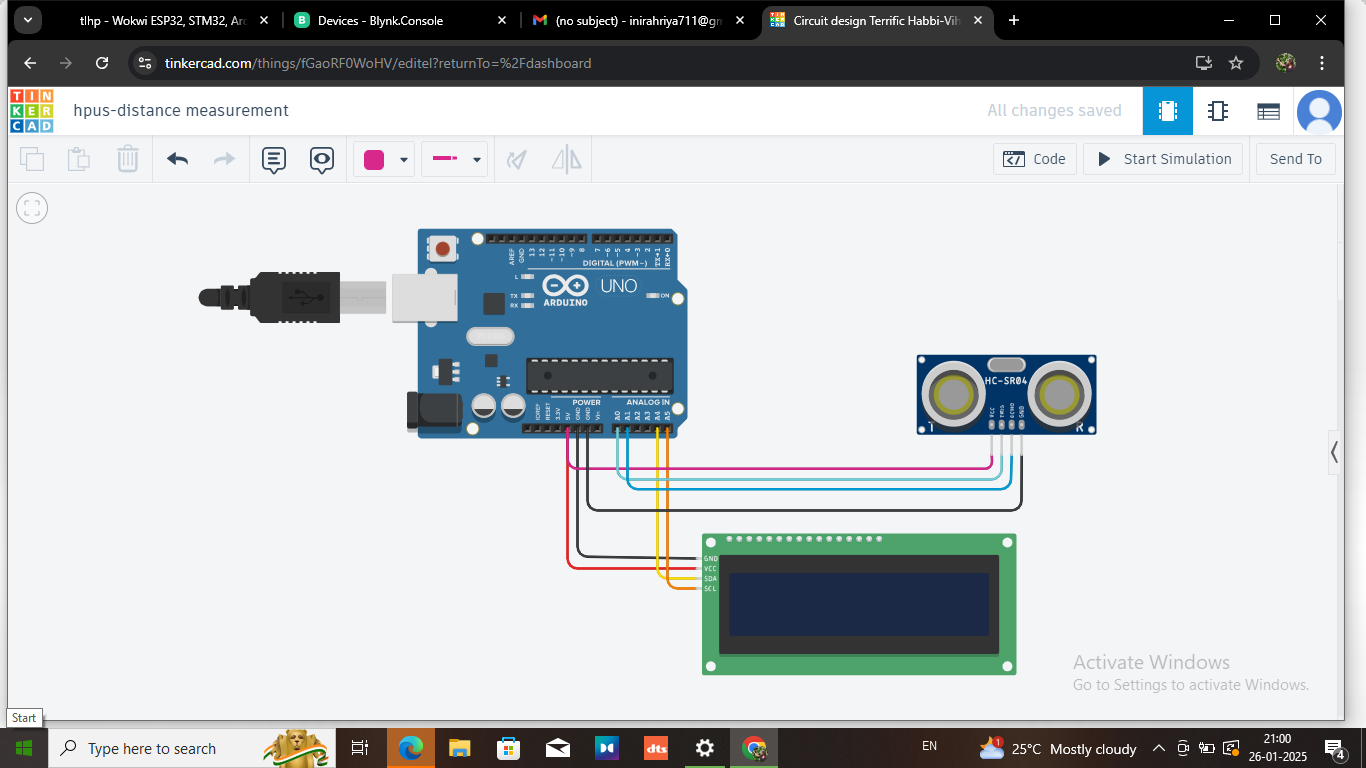 tlhp - Wokwi ESP32, STM32, Ar
Devices - Blynk.Console
(no subject) - inirahriya711@gm
Circuit design Terrific Habbi-Vih
tinkercad.com/things/fGaoRF0WoHV/editel?returnTo=%2Fdashboard
TIN
KER
CAD
hpus-distance measurement
All changes saved
Code
Start Simulation
Send To
AREF
GND
13
12
~11
~10
~9
8
7
~6
~5
4
~3
2
TX→1
RX←0
DIGITAL (PWM~)
L
TX
RX
ARDUINO
UNO
ON
POWER
ANALOG IN
IOREF
RESET
3.3V
5V
GND
GND
Vin
A0
A1
A2
A3
A4
A5
HC-SR04
VCC
TRIG
ECHO
GND
T
R
GND
VCC
SDA
SCL
Activate Windows
Go to Settings to activate Windows.
Start
Type here to search
dts
EN
1
25°C Mostly cloudy
21:00
26-01-2025
4